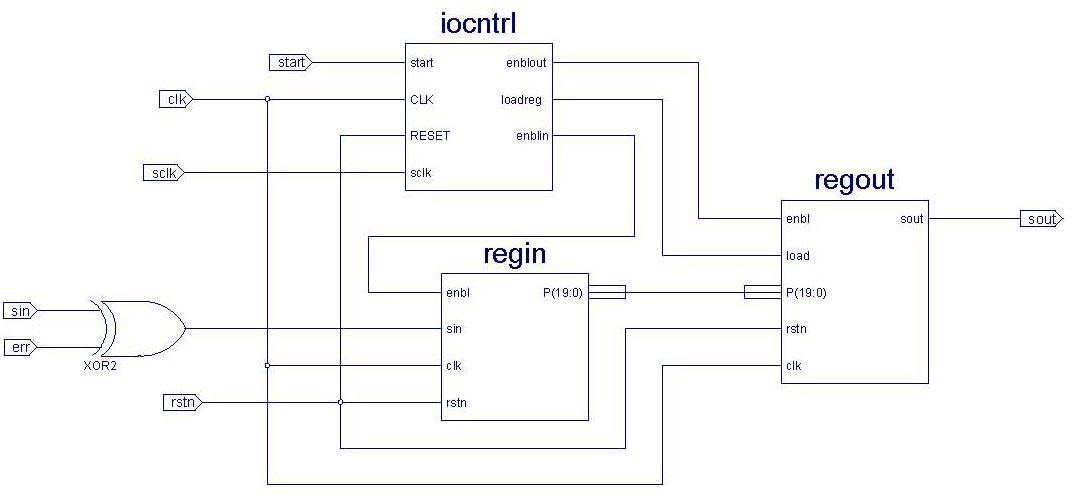 iocntrl
start
start
enblout
clk
CLK
loadreg
RESET
enblin
sclk
sclk
regout
enbl
sout
sout
load
P(19:0)
rstn
clk
regin
enbl
P(19:0)
sin
clk
rstn
sin
err
XOR2
rstn